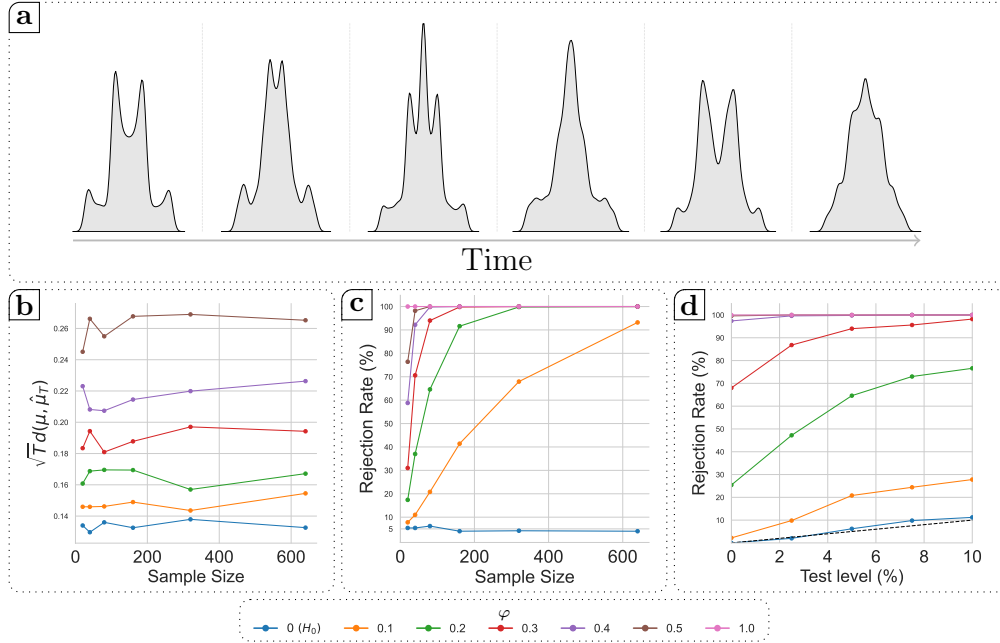 a
Time
b
0.26
0.24
0.22
0.20
0.18
0.16
0.14
√T d(μ, μ̂_T)
0 200 400 600
Sample Size
c
100
90
80
70
60
50
40
30
20
10
5
Rejection Rate (%)
0 200 400 600
Sample Size
d
100
90
80
70
60
50
40
30
20
10
Rejection Rate (%)
0 2 4 6 8 10
Test level (%)
φ
0 (H₀) 0.1 0.2 0.3 0.4 0.5 1.0